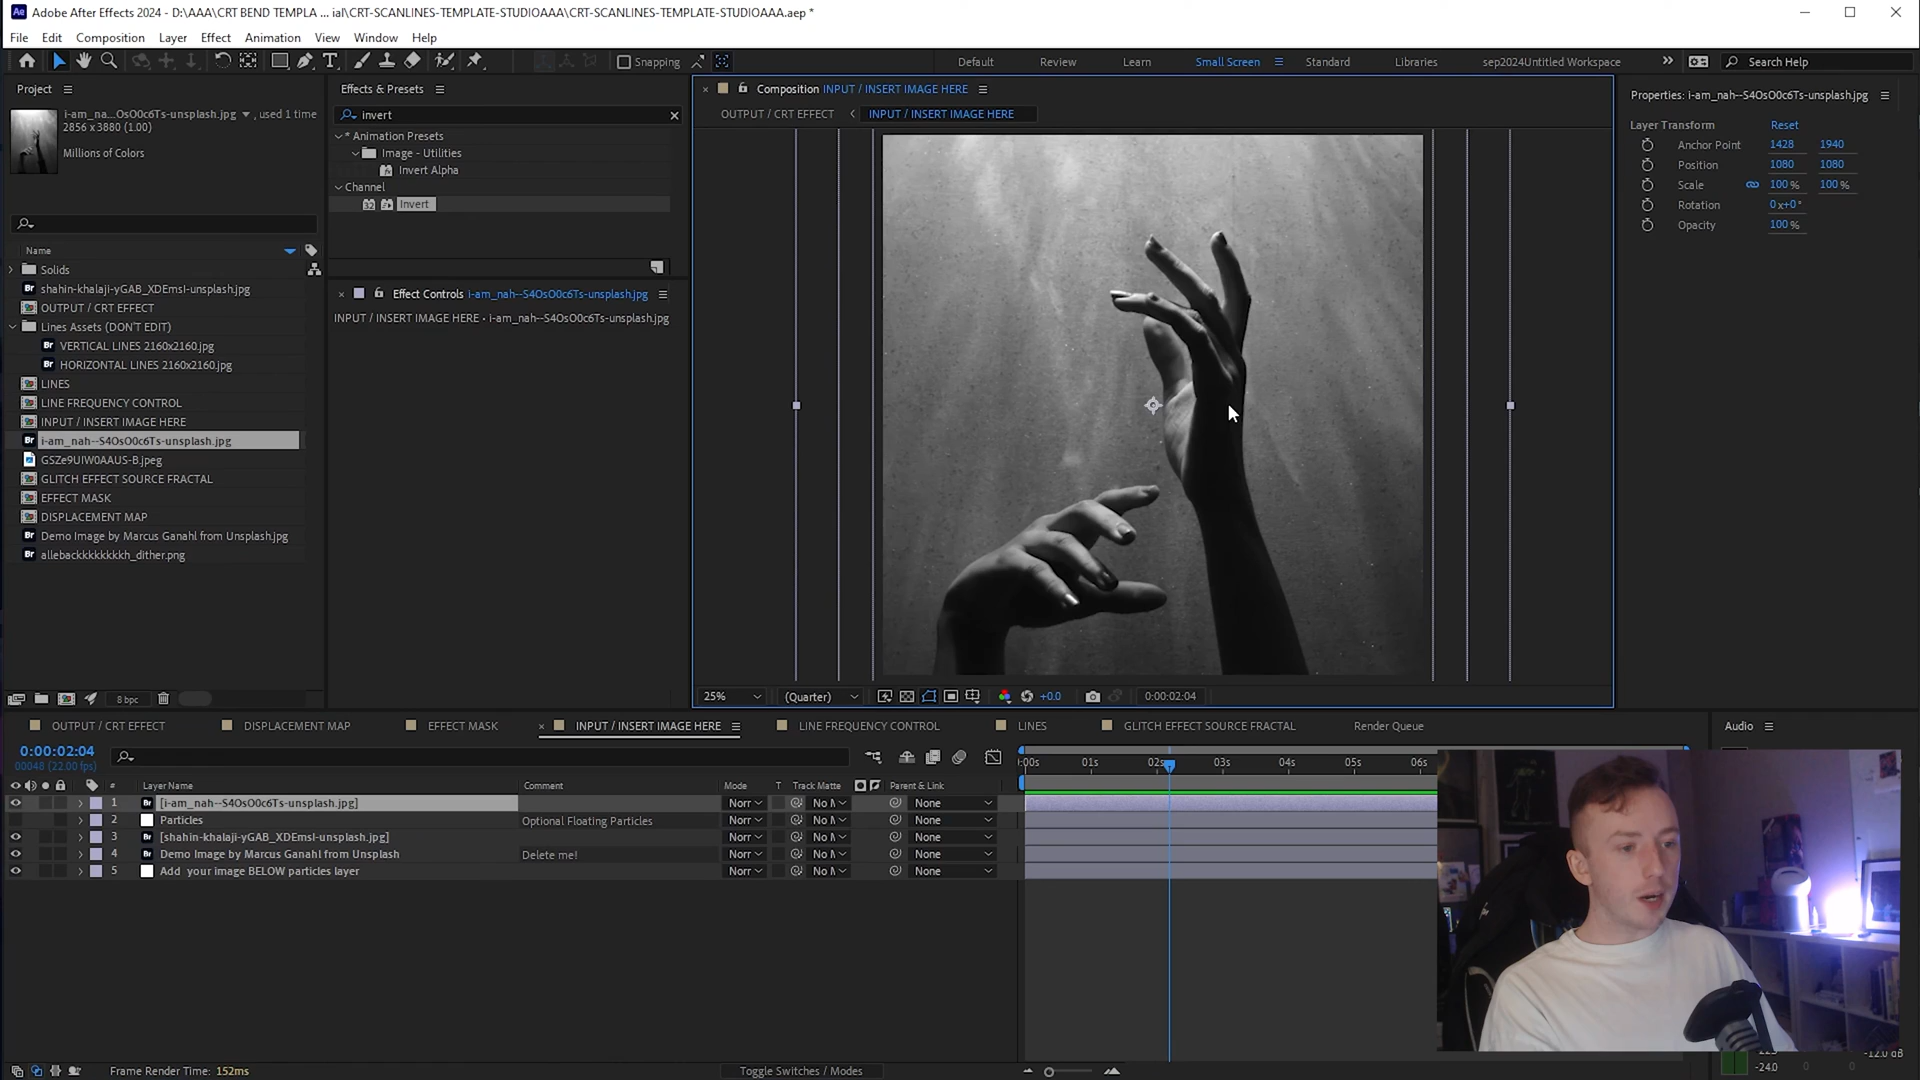 Adobe After Effects 2024 - D:\AAA\CRT BEND TEMPLA ... ial\CRT-SCANLINES-TEMPLATE-STUDIOAAA\CRT-SCANLINES-TEMPLATE-STUDIOAAA.aep *
File Edit Composition Layer Effect Animation View Window Help
Snapping Default Review Learn Small Screen Standard Libraries sep2024Untitled Workspace Search Help
Project
i-am_na...OsO0c6Ts-unsplash.jpg , used 1 time
2856 x 3880 (1.00)
Millions of Colors
Name
Solids
shahin-khalaji-yGAB_XDEmsI-unsplash.jpg
OUTPUT / CRT EFFECT
Lines Assets (DON'T EDIT)
VERTICAL LINES 2160x2160.jpg
HORIZONTAL LINES 2160x2160.jpg
LINES
LINE FREQUENCY CONTROL
INPUT / INSERT IMAGE HERE
i-am_nah--S4OsO0c6Ts-unsplash.jpg
GSZe9UIW0AAUS-B.jpeg
GLITCH EFFECT SOURCE FRACTAL
EFFECT MASK
DISPLACEMENT MAP
Demo Image by Marcus Ganahl from Unsplash.jpg
allebackkkkkkkkh_dither.png
8 bpc
Effects & Presets
invert
* Animation Presets
Image - Utilities
Invert Alpha
Channel
32 Invert
Effect Controls i-am_nah--S4OsO0c6Ts-unsplash.jpg
INPUT / INSERT IMAGE HERE • i-am_nah--S4OsO0c6Ts-unsplash.jpg
Composition INPUT / INSERT IMAGE HERE
OUTPUT / CRT EFFECT INPUT / INSERT IMAGE HERE
25% (Quarter) +0.0 0:00:02:04
Properties: i-am_nah--S4OsO0c6Ts-unsplash.jpg
Layer Transform Reset
Anchor Point 1428 1940
Position 1080 1080
Scale 100 % 100 %
Rotation 0x+0°
Opacity 100 %
OUTPUT / CRT EFFECT DISPLACEMENT MAP EFFECT MASK INPUT / INSERT IMAGE HERE LINE FREQUENCY CONTROL LINES GLITCH EFFECT SOURCE FRACTAL Render Queue
Audio
0:00:02:04
00048 (22.00 fps)
:00s 01s 02s 03s 04s 05s 06s
# Layer Name Comment Mode T Track Matte Parent & Link
1 [i-am_nah--S4OsO0c6Ts-unsplash.jpg] Norr No M None
2 Particles Optional Floating Particles Norr No M None
3 [shahin-khalaji-yGAB_XDEmsI-unsplash.jpg] Norr No M None
4 Demo Image by Marcus Ganahl from Unsplash Delete me! Norr No M None
5 Add your image BELOW particles layer Norr No M None
Frame Render Time: 152ms
Toggle Switches / Modes
-24.0 0 0 -12.0 dB